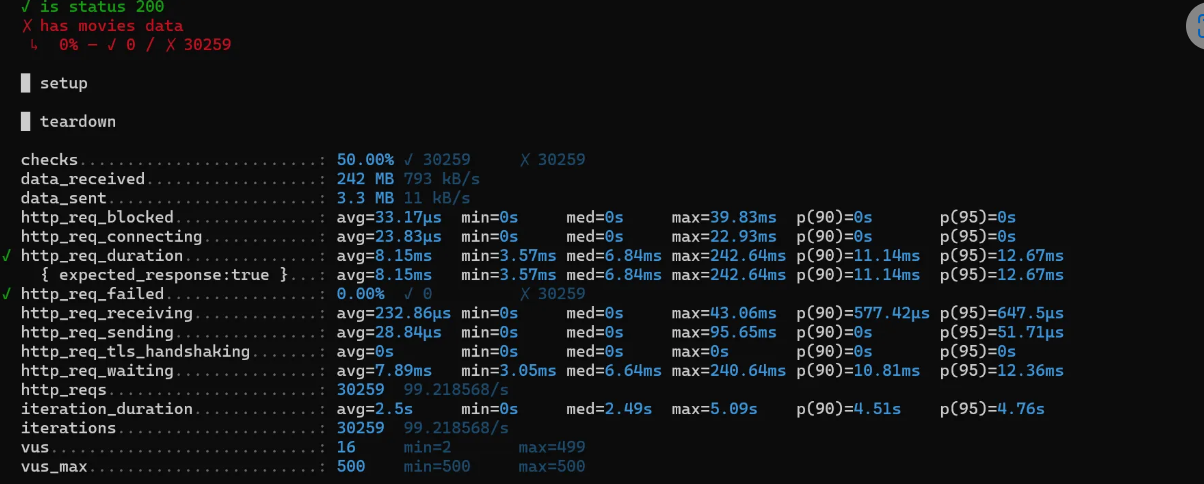 ✓ is status 200
✗ has movies data
↳  0% — ✓ 0 / ✗ 30259
█ setup
█ teardown
checks.........................: 50.00% ✓ 30259     ✗ 30259
data_received..................: 242 MB 793 kB/s
data_sent......................: 3.3 MB 11 kB/s
http_req_blocked...............: avg=33.17µs  min=0s     med=0s     max=39.83ms  p(90)=0s       p(95)=0s
http_req_connecting............: avg=23.83µs  min=0s     med=0s     max=22.93ms  p(90)=0s       p(95)=0s
✓ http_req_duration..............: avg=8.15ms   min=3.57ms med=6.84ms max=242.64ms p(90)=11.14ms  p(95)=12.67ms
{ expected_response:true }...: avg=8.15ms   min=3.57ms med=6.84ms max=242.64ms p(90)=11.14ms  p(95)=12.67ms
✓ http_req_failed................: 0.00%  ✓ 0         ✗ 30259
http_req_receiving.............: avg=232.86µs min=0s     med=0s     max=43.06ms  p(90)=577.42µs p(95)=647.5µs
http_req_sending...............: avg=28.84µs  min=0s     med=0s     max=95.65ms  p(90)=0s       p(95)=51.71µs
http_req_tls_handshaking.......: avg=0s       min=0s     med=0s     max=0s       p(90)=0s       p(95)=0s
http_req_waiting...............: avg=7.89ms   min=3.05ms med=6.64ms max=240.64ms p(90)=10.81ms  p(95)=12.36ms
http_reqs......................: 30259  99.218568/s
iteration_duration.............: avg=2.5s     min=0s     med=2.49s  max=5.09s    p(90)=4.51s    p(95)=4.76s
iterations.....................: 30259  99.218568/s
vus............................: 16     min=2       max=499
vus_max........................: 500    min=500     max=500